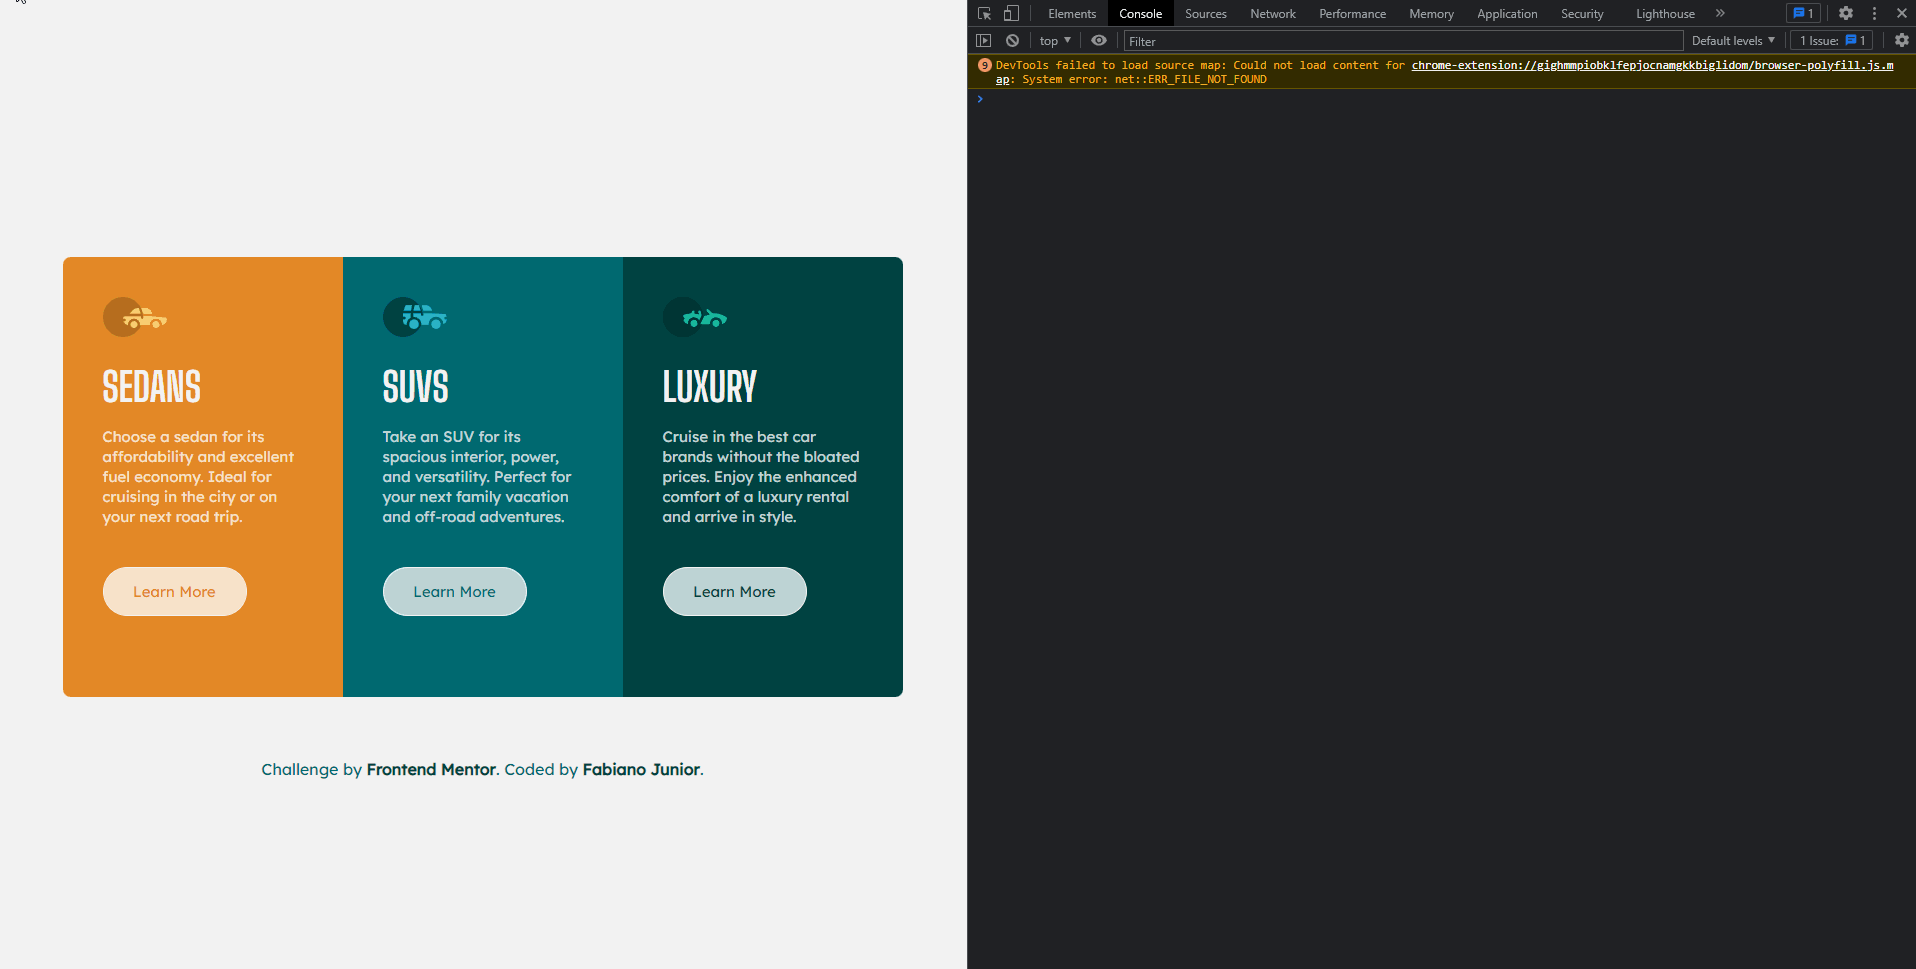 SEDANS
Choose a sedan for its
affordability and excellent
fuel economy. Ideal for
cruising in the city or on
your next road trip.
Learn More
SUVS
Take an SUV for its
spacious interior, power,
and versatility. Perfect for
your next family vacation
and off-road adventures.
Learn More
LUXURY
Cruise in the best car
brands without the bloated
prices. Enjoy the enhanced
comfort of a luxury rental
and arrive in style.
Learn More
Challenge by Frontend Mentor. Coded by Fabiano Junior.
Elements Console Sources Network Performance Memory Application Security Lighthouse » 1
top Filter Default levels 1 Issue: 1
9 DevTools failed to load source map: Could not load content for chrome-extension://gighmmpiobklfepjocnamgkkbiglidom/browser-polyfill.js.m
ap: System error: net::ERR_FILE_NOT_FOUND